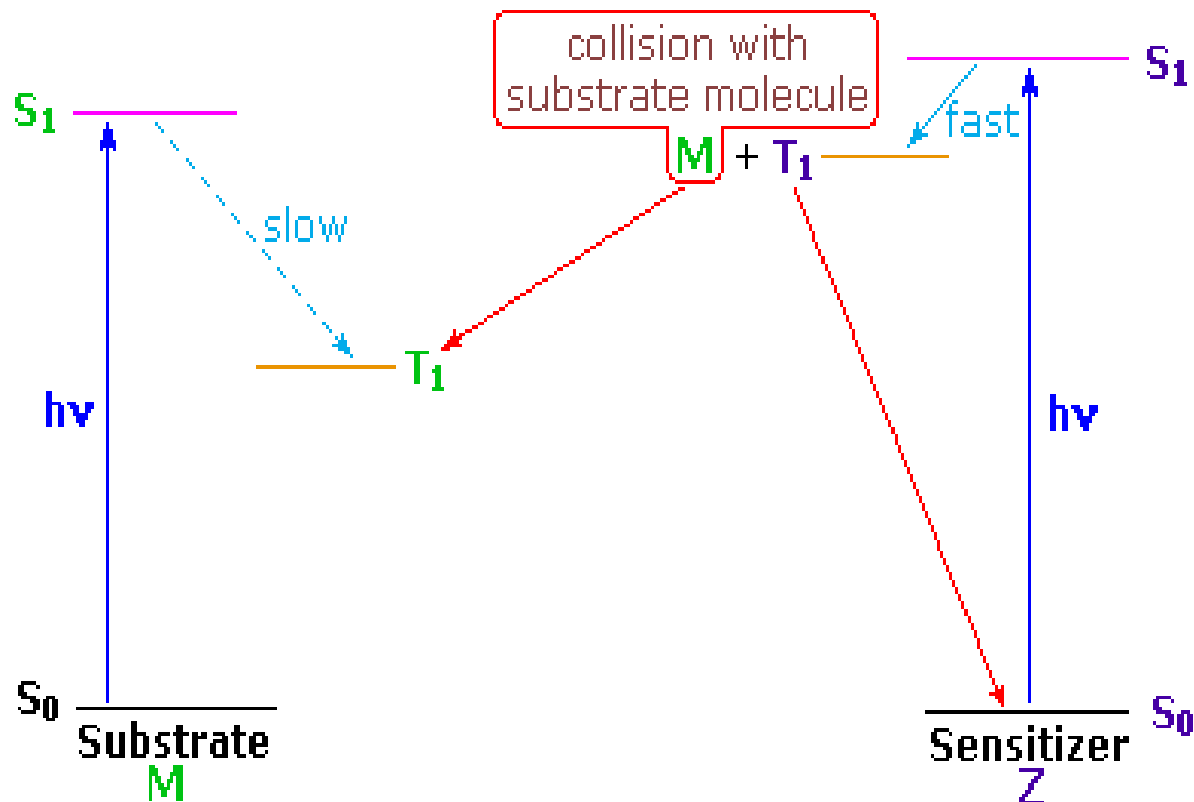 collision with
substrate molecule
S₁
S₁
fast
M + T₁
slow
T₁
hν
hν
S₀
S₀
Substrate
Sensitizer
M
Z